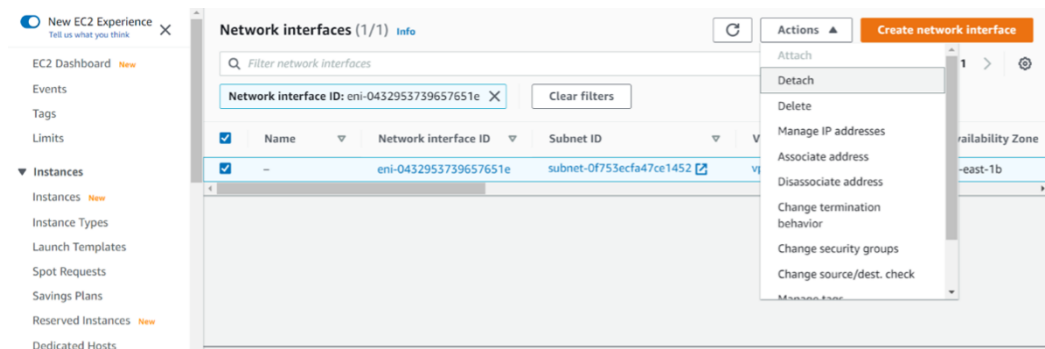 New EC2 Experience
Tell us what you think
EC2 Dashboard New
Events
Tags
Limits
Instances
Instances New
Instance Types
Launch Templates
Spot Requests
Savings Plans
Reserved Instances New
Dedicated Hosts
Network interfaces (1/1) Info
Actions
Create network interface
Filter network interfaces
1
Network interface ID: eni-0432953739657651e
Clear filters
Name
Network interface ID
Subnet ID
V
vailability Zone
–
eni-0432953739657651e
subnet-0f753ecfa47ce1452
vp
-east-1b
Attach
Detach
Delete
Manage IP addresses
Associate address
Disassociate address
Change termination
behavior
Change security groups
Change source/dest. check
Manage tags